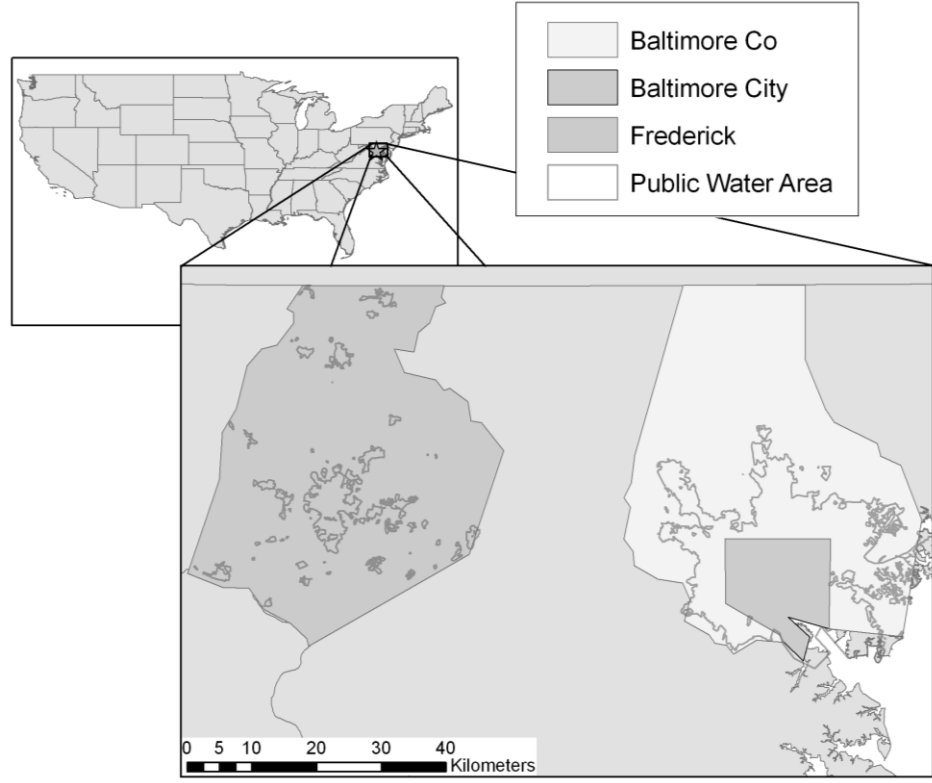 Baltimore Co
Baltimore City
Frederick
Public Water Area
0 5 10 20 30 40
Kilometers